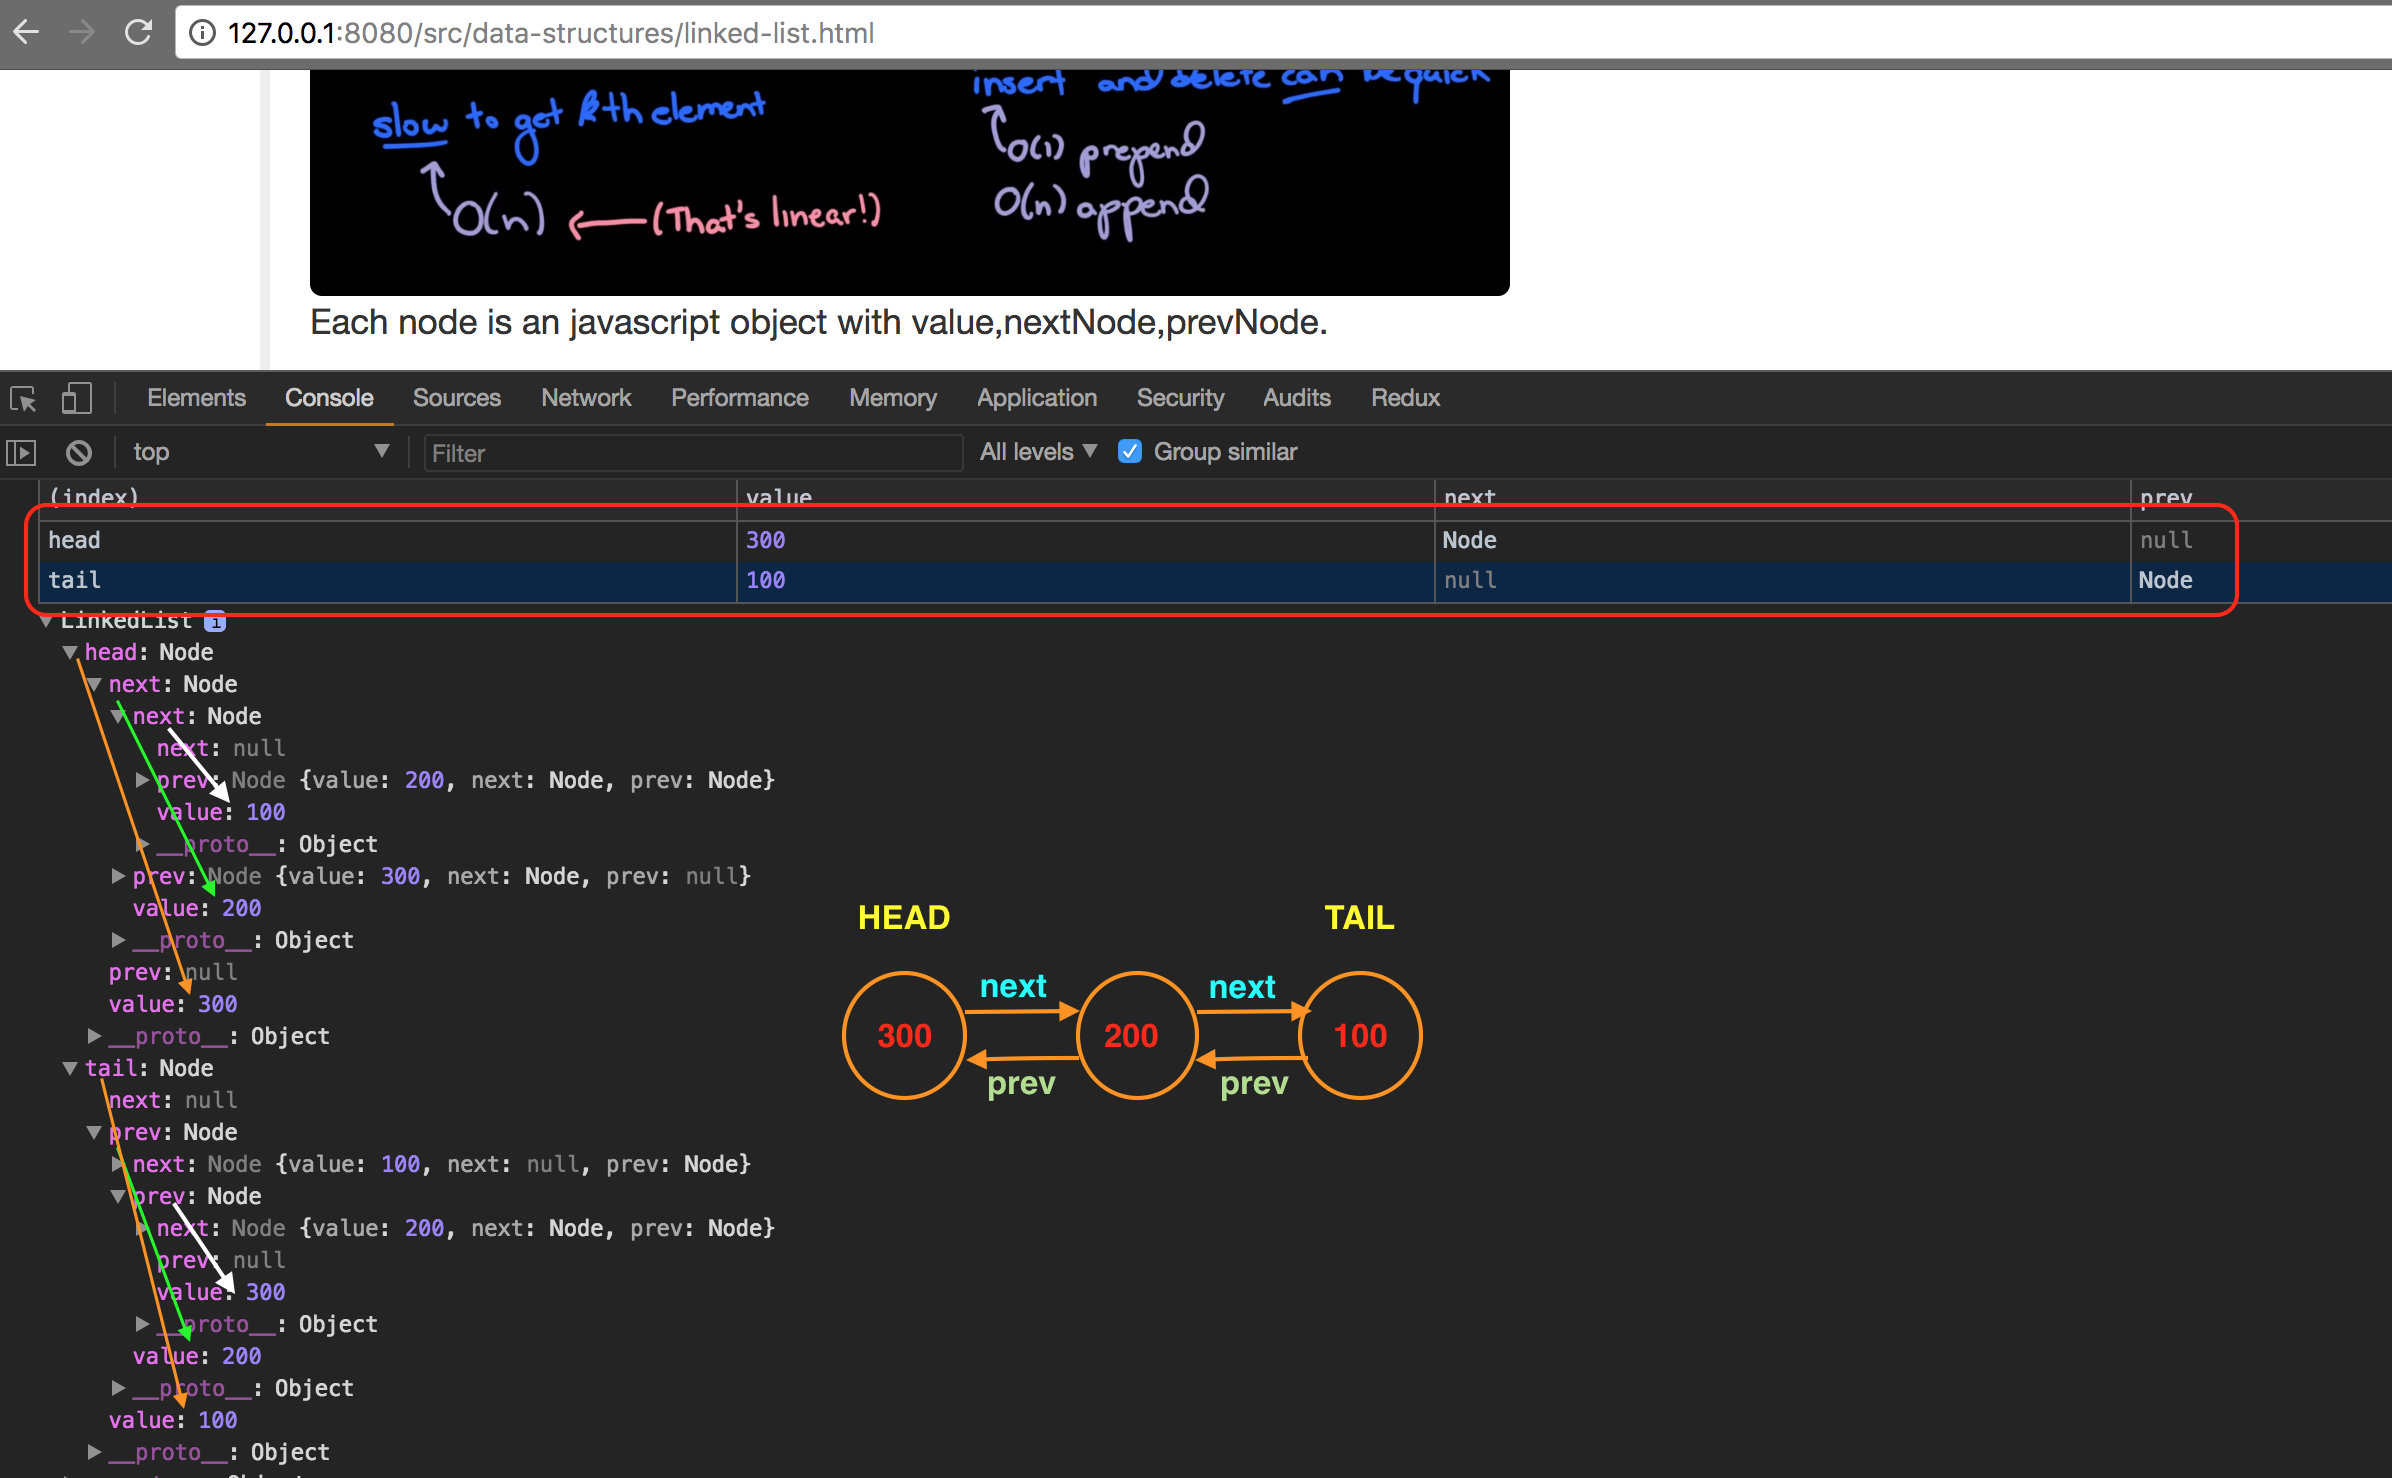 127.0.0.1:8080/src/data-structures/linked-list.html
insert and delete can be quick
slow to get kth element
O(1) prepend
O(n) append
O(n) ← (That's linear!)
Each node is an javascript object with value,nextNode,prevNode.
Elements Console Sources Network Performance Memory Application Security Audits Redux
top Filter All levels Group similar
(index) value next prev
head 300 Node null
tail 100 null Node
LinkedList i
head: Node
next: Node
next: Node
next: null
prev: Node {value: 200, next: Node, prev: Node}
value: 100
__proto__: Object
prev: Node {value: 300, next: Node, prev: null}
value: 200
__proto__: Object
prev: null
value: 300
__proto__: Object
tail: Node
next: null
prev: Node
next: Node {value: 100, next: null, prev: Node}
prev: Node
next: Node {value: 200, next: Node, prev: Node}
prev: null
value: 300
__proto__: Object
value: 200
__proto__: Object
value: 100
__proto__: Object
Object
HEAD TAIL
next next
300 200 100
prev prev